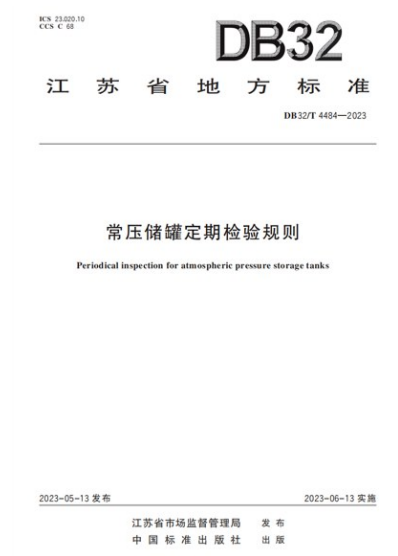 ICS 23.020.10
CCS C 68
DB32
江苏省地方标准
DB32/T 4484—2023
常压储罐定期检验规则
Periodical inspection for atmospheric pressure storage tanks
2023-05-13 发布
2023-06-13 实施
江苏省市场监督管理局 发布
中国标准出版社 出版